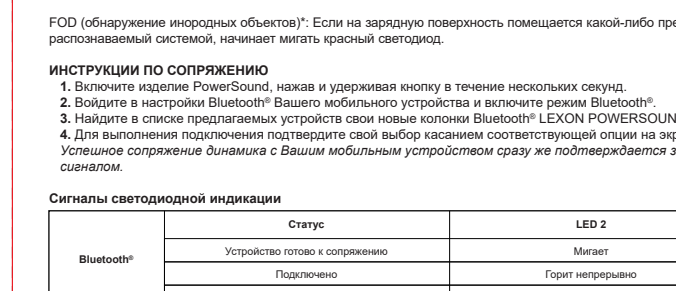 FOD (обнаружение инородных объектов)*: Если на зарядную поверхность помещается какой-либо
распознаваемый системой, начинает мигать красный светодиод.
ИНСТРУКЦИИ ПО СОПРЯЖЕНИЮ
1. Включите изделие PowerSound, нажав и удерживая кнопку в течение нескольких секунд.
2. Войдите в настройки Bluetooth® Вашего мобильного устройства и включите режим Bluetooth®.
3. Найдите в списке предлагаемых устройств свои новые колонки Bluetooth® LEXON POWERSOUN
4. Для выполнения подключения подтвердите свой выбор касанием соответствующей опции на
Успешное сопряжение динамика с Вашим мобильным устройством сразу же подтверждается
сигналом.
Сигналы светодиодной индикации
Статус LED 2
Bluetooth®
Устройство готово к сопряжению Мигает
Подключено Горит непрерывно